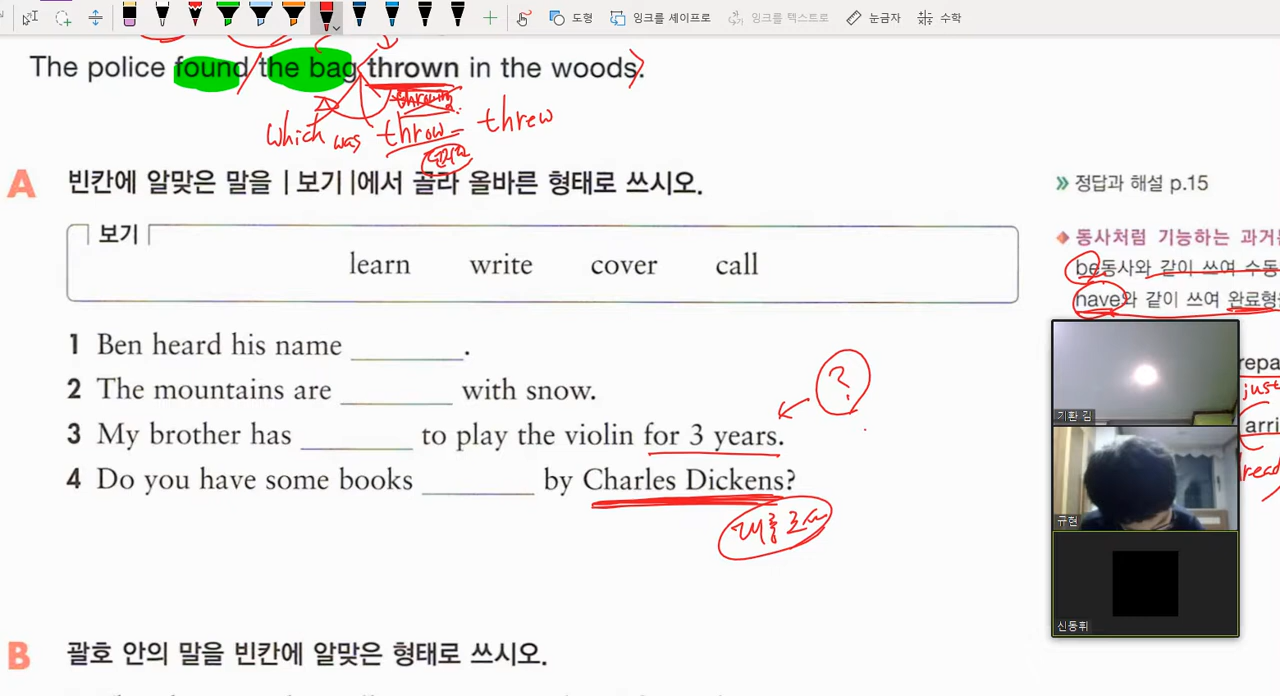 도형 잉크를 셰이프로 잉크를 텍스트로 눈금자 수학
The police found the bag thrown in the woods.
throwing
which was throw - threw
A 빈칸에 알맞은 말을 | 보기 |에서 골라 올바른 형태로 쓰시오.
보기
learn write cover call
1 Ben heard his name ________.
2 The mountains are ________ with snow.
3 My brother has ________ to play the violin for 3 years.
?
4 Do you have some books ________ by Charles Dickens?
B 괄호 안의 말을 빈칸에 알맞은 형태로 쓰시오.
정답과 해설 p.15
동사처럼 기능하는 과거
be동사와 같이 쓰여 수동
have와 같이 쓰여 완료형
repa
just
arri
read
기환 김
규현
신동휘